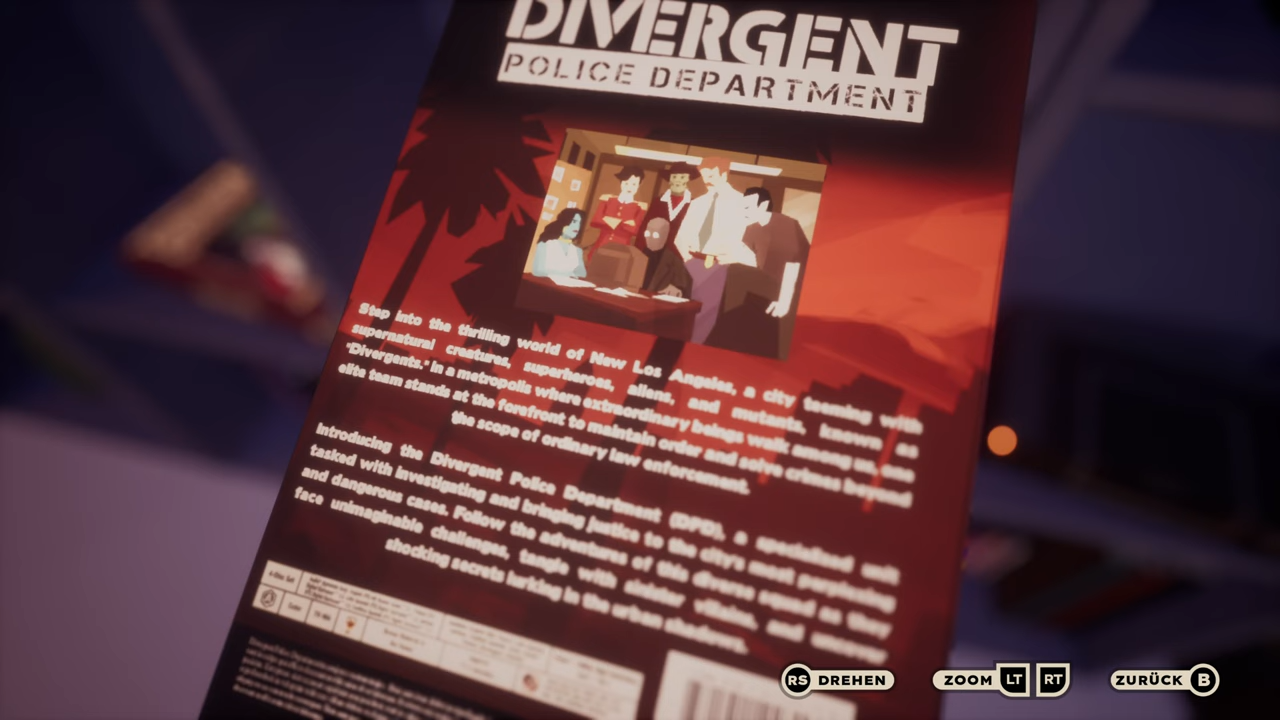 DIVERGENT
POLICE DEPARTMENT
Step into the thrilling world of New Los Angeles, a city teeming with
supernatural creatures, superheroes, aliens, and mutants, known as
"Divergents." In a metropolis where extraordinary beings walk among us, one
elite team stands at the forefront to maintain order and solve crimes beyond
the scope of ordinary law enforcement.
Introducing the Divergent Police Department (DPD), a specialised unit
tasked with investigating and bringing justice to the city's most perplexing
and dangerous cases. Follow the adventures of this diverse squad as they
face unimaginable challenges, tangle with sinister villains, and uncover
shocking secrets lurking in the urban shadows.
RS DREHEN
ZOOM LT RT
ZURÜCK B